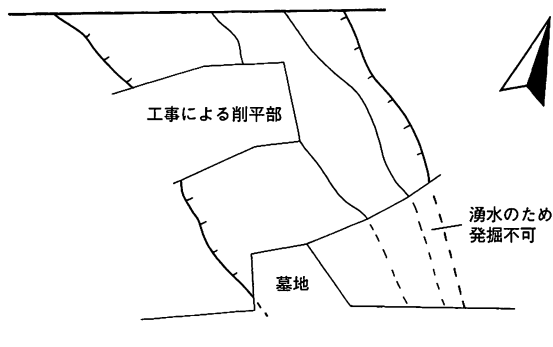 工事による削平部
湧水のため
発掘不可
墓地